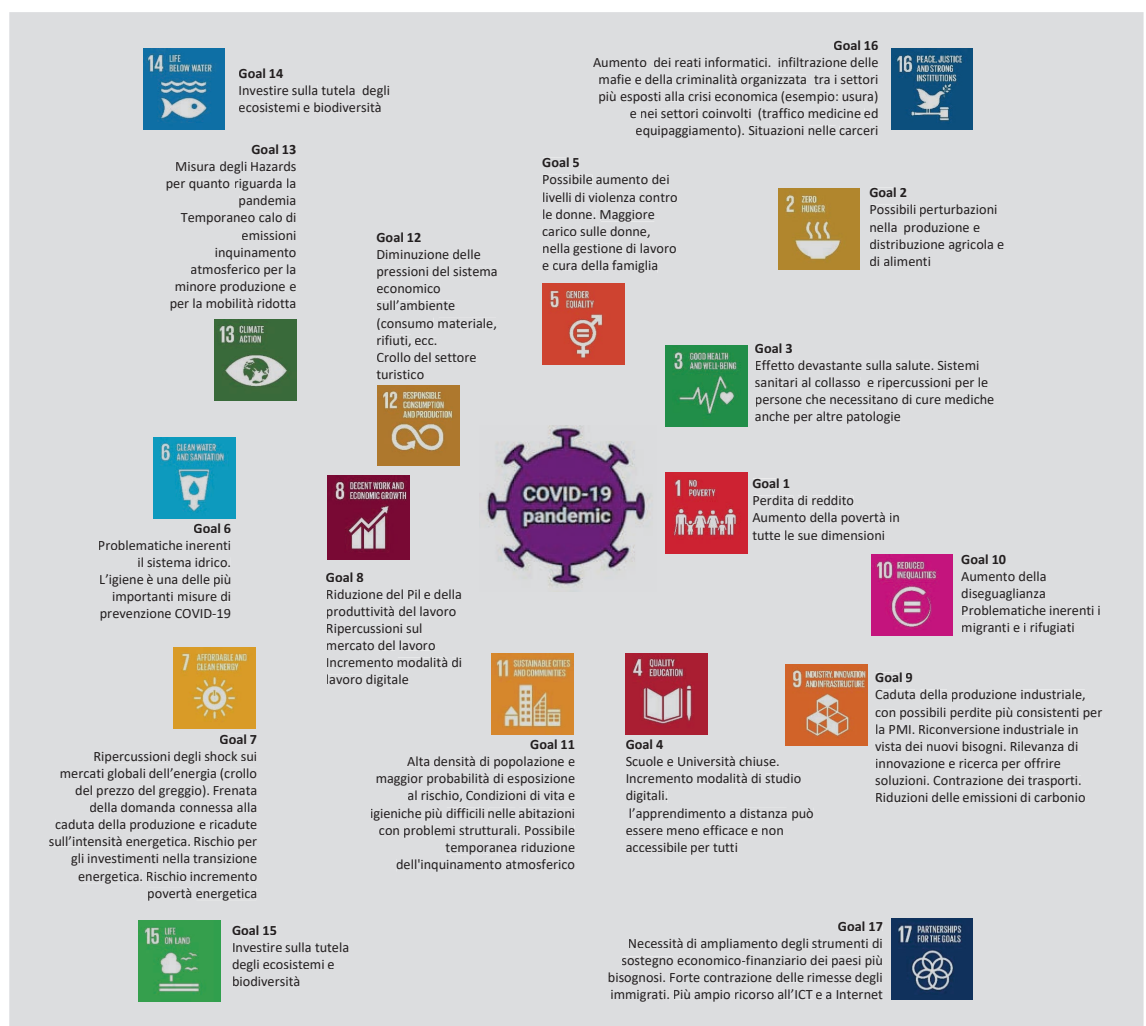 14 LIFE
BELOW WATER
Goal 14
Investire sulla tutela degli
ecosistemi e biodiversità
Goal 16
Aumento dei reati informatici. infiltrazione delle
mafie e della criminalità organizzata tra i settori
più esposti alla crisi economica (esempio: usura)
e nei settori coinvolti (traffico medicine ed
equipaggiamento). Situazioni nelle carceri
16 PEACE, JUSTICE
AND STRONG
INSTITUTIONS
Goal 13
Misura degli Hazards
per quanto riguarda la
pandemia
Temporaneo calo di
emissioni
inquinamento
atmosferico per la
minore produzione e
per la mobilità ridotta
13 CLIMATE
ACTION
Goal 12
Diminuzione delle
pressioni del sistema
economico
sull'ambiente
(consumo materiale,
rifiuti, ecc.
Crollo del settore
turistico
12 RESPONSIBLE
CONSUMPTION
AND PRODUCTION
Goal 5
Possibile aumento dei
livelli di violenza contro
le donne. Maggiore
carico sulle donne,
nella gestione di lavoro
e cura della famiglia
5 GENDER
EQUALITY
2 ZERO
HUNGER
Goal 2
Possibili perturbazioni
nella produzione e
distribuzione agricola e
di alimenti
3 GOOD HEALTH
AND WELL-BEING
Goal 3
Effetto devastante sulla salute. Sistemi
sanitari al collasso e ripercussioni per le
persone che necessitano di cure mediche
anche per altre patologie
6 CLEAN WATER
AND SANITATION
Goal 6
Problematiche inerenti
il sistema idrico.
L'igiene è una delle più
importanti misure di
prevenzione COVID-19
8 DECENT WORK AND
ECONOMIC GROWTH
Goal 8
Riduzione del Pil e della
produttività del lavoro
Ripercussioni sul
mercato del lavoro
Incremento modalità di
lavoro digitale
COVID-19
pandemic
1 NO
POVERTY
Goal 1
Perdita di reddito
Aumento della povertà in
tutte le sue dimensioni
10 REDUCED
INEQUALITIES
Goal 10
Aumento della
diseguaglianza
Problematiche inerenti i
migranti e i rifugiati
7 AFFORDABLE AND
CLEAN ENERGY
Goal 7
Ripercussioni degli shock sui
mercati globali dell'energia (crollo
del prezzo del greggio). Frenata
della domanda connessa alla
caduta della produzione e ricadute
sull'intensità energetica. Rischio per
gli investimenti nella transizione
energetica. Rischio incremento
povertà energetica
11 SUSTAINABLE CITIES
AND COMMUNITIES
Goal 11
Alta densità di popolazione e
maggior probabilità di esposizione
al rischio, Condizioni di vita e
igieniche più difficili nelle abitazioni
con problemi strutturali. Possibile
temporanea riduzione
dell'inquinamento atmosferico
4 QUALITY
EDUCATION
Goal 4
Scuole e Università chiuse.
Incremento modalità di studio
digitali.
l'apprendimento a distanza può
essere meno efficace e non
accessibile per tutti
9 INDUSTRY, INNOVATION
AND INFRASTRUCTURE
Goal 9
Caduta della produzione industriale,
con possibili perdite più consistenti per
la PMI. Riconversione industriale in
vista dei nuovi bisogni. Rilevanza di
innovazione e ricerca per offrire
soluzioni. Contrazione dei trasporti.
Riduzioni delle emissioni di carbonio
15 LIFE
ON LAND
Goal 15
Investire sulla tutela
degli ecosistemi e
biodiversità
Goal 17
Necessità di ampliamento degli strumenti di
sostegno economico-finanziario dei paesi più
bisognosi. Forte contrazione delle rimesse degli
immigrati. Più ampio ricorso all'ICT e a Internet
17 PARTNERSHIPS
FOR THE GOALS